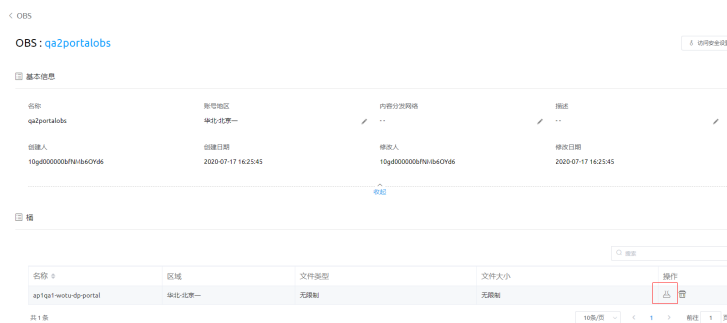 OBS
OBS : qa2portalobs
访问安全设置
基本信息
名称 账号地区 内容分发网络 描述
qa2portalobs 华北-北京一 -- --
创建人 创建日期 修改人 修改日期
2020-07-17 16:25:45 2020-07-17 16:25:45
收起
桶
搜索
名称 区域 文件类型 文件大小 操作
ap1qa1-wotu-dp-portal 华北-北京一 无限制 无限制
共1条 10条/页 1 前往 1 页